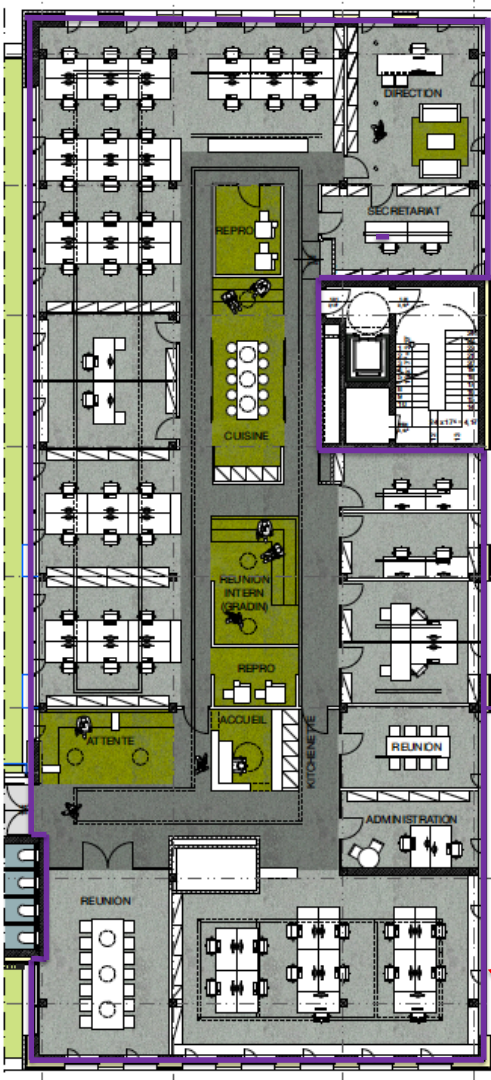 DIRECTION
SECRETARIAT
REPRO
CUISINE
REUNION
INTERN
(GRADIN)
REPRO
ACCUEIL
ATTENTE
KITCHENETTE
REUNION
ADMINISTRATION
REUNION